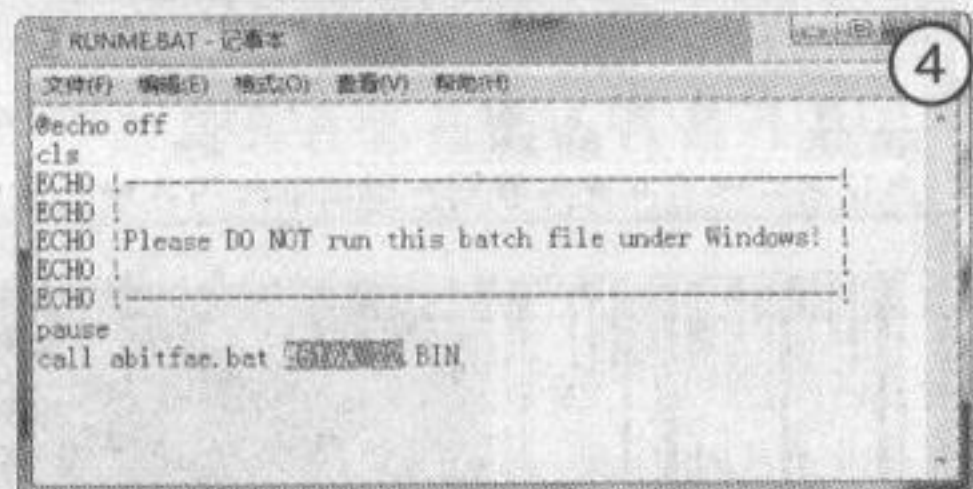 RUNME.BAT - 记事本
④
文件(F) 编辑(E) 格式(O) 查看(V) 帮助(H)
@echo off
cls
ECHO !------------------------------------------------------!
ECHO !                                                      !
ECHO !Please DO NOT run this batch file under Windows! !
ECHO !                                                      !
ECHO !------------------------------------------------------!
pause
call abitfae.bat .BIN